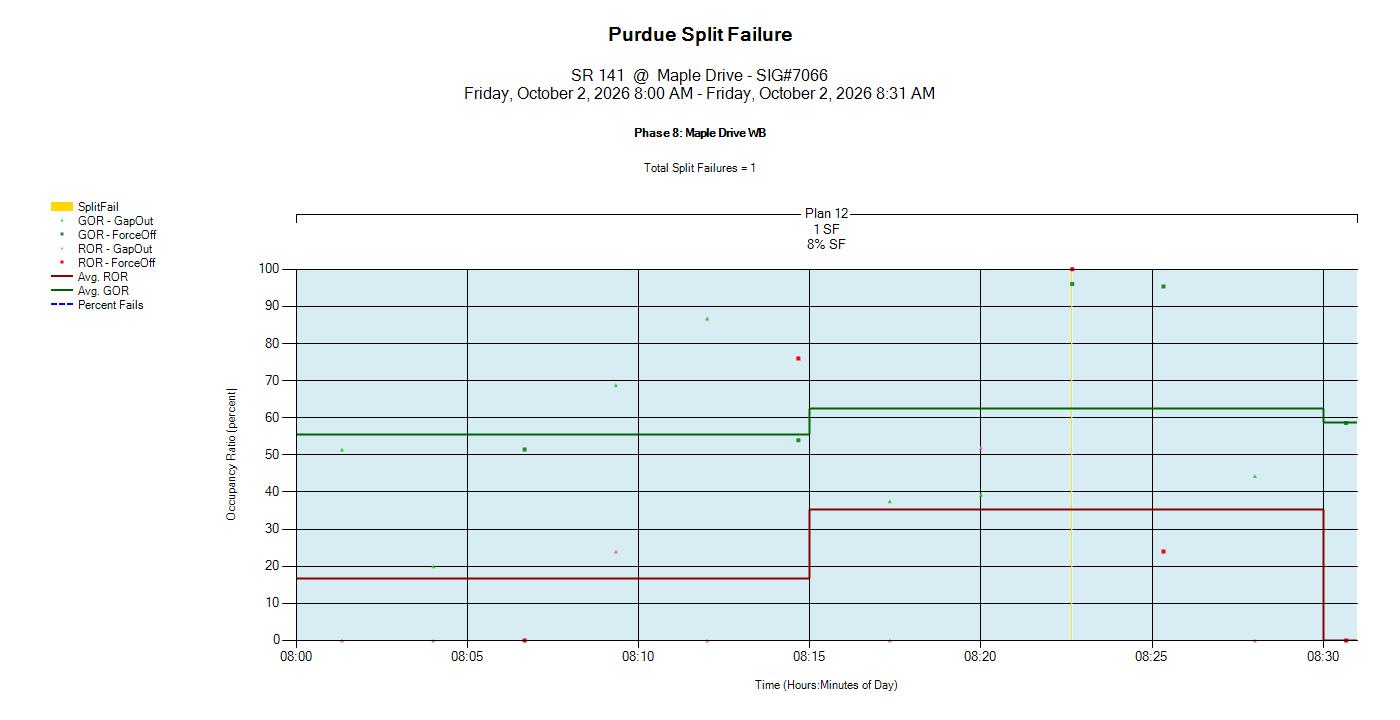 Purdue Split Failure
SR 141 @ Maple Drive - SIG#7066
Friday, October 2, 2026 8:00 AM - Friday, October 2, 2026 8:31 AM
Phase 8: Maple Drive WB
Total Split Failures = 1
SplitFail
GOR - GapOut
GOR - ForceOff
ROR - GapOut
ROR - ForceOff
Avg. ROR
Avg. GOR
Percent Fails
Plan 12
1 SF
8% SF
Occupancy Ratio (percent)
100
90
80
70
60
50
40
30
20
10
0
08:00 08:05 08:10 08:15 08:20 08:25 08:30
Time (Hours:Minutes of Day)